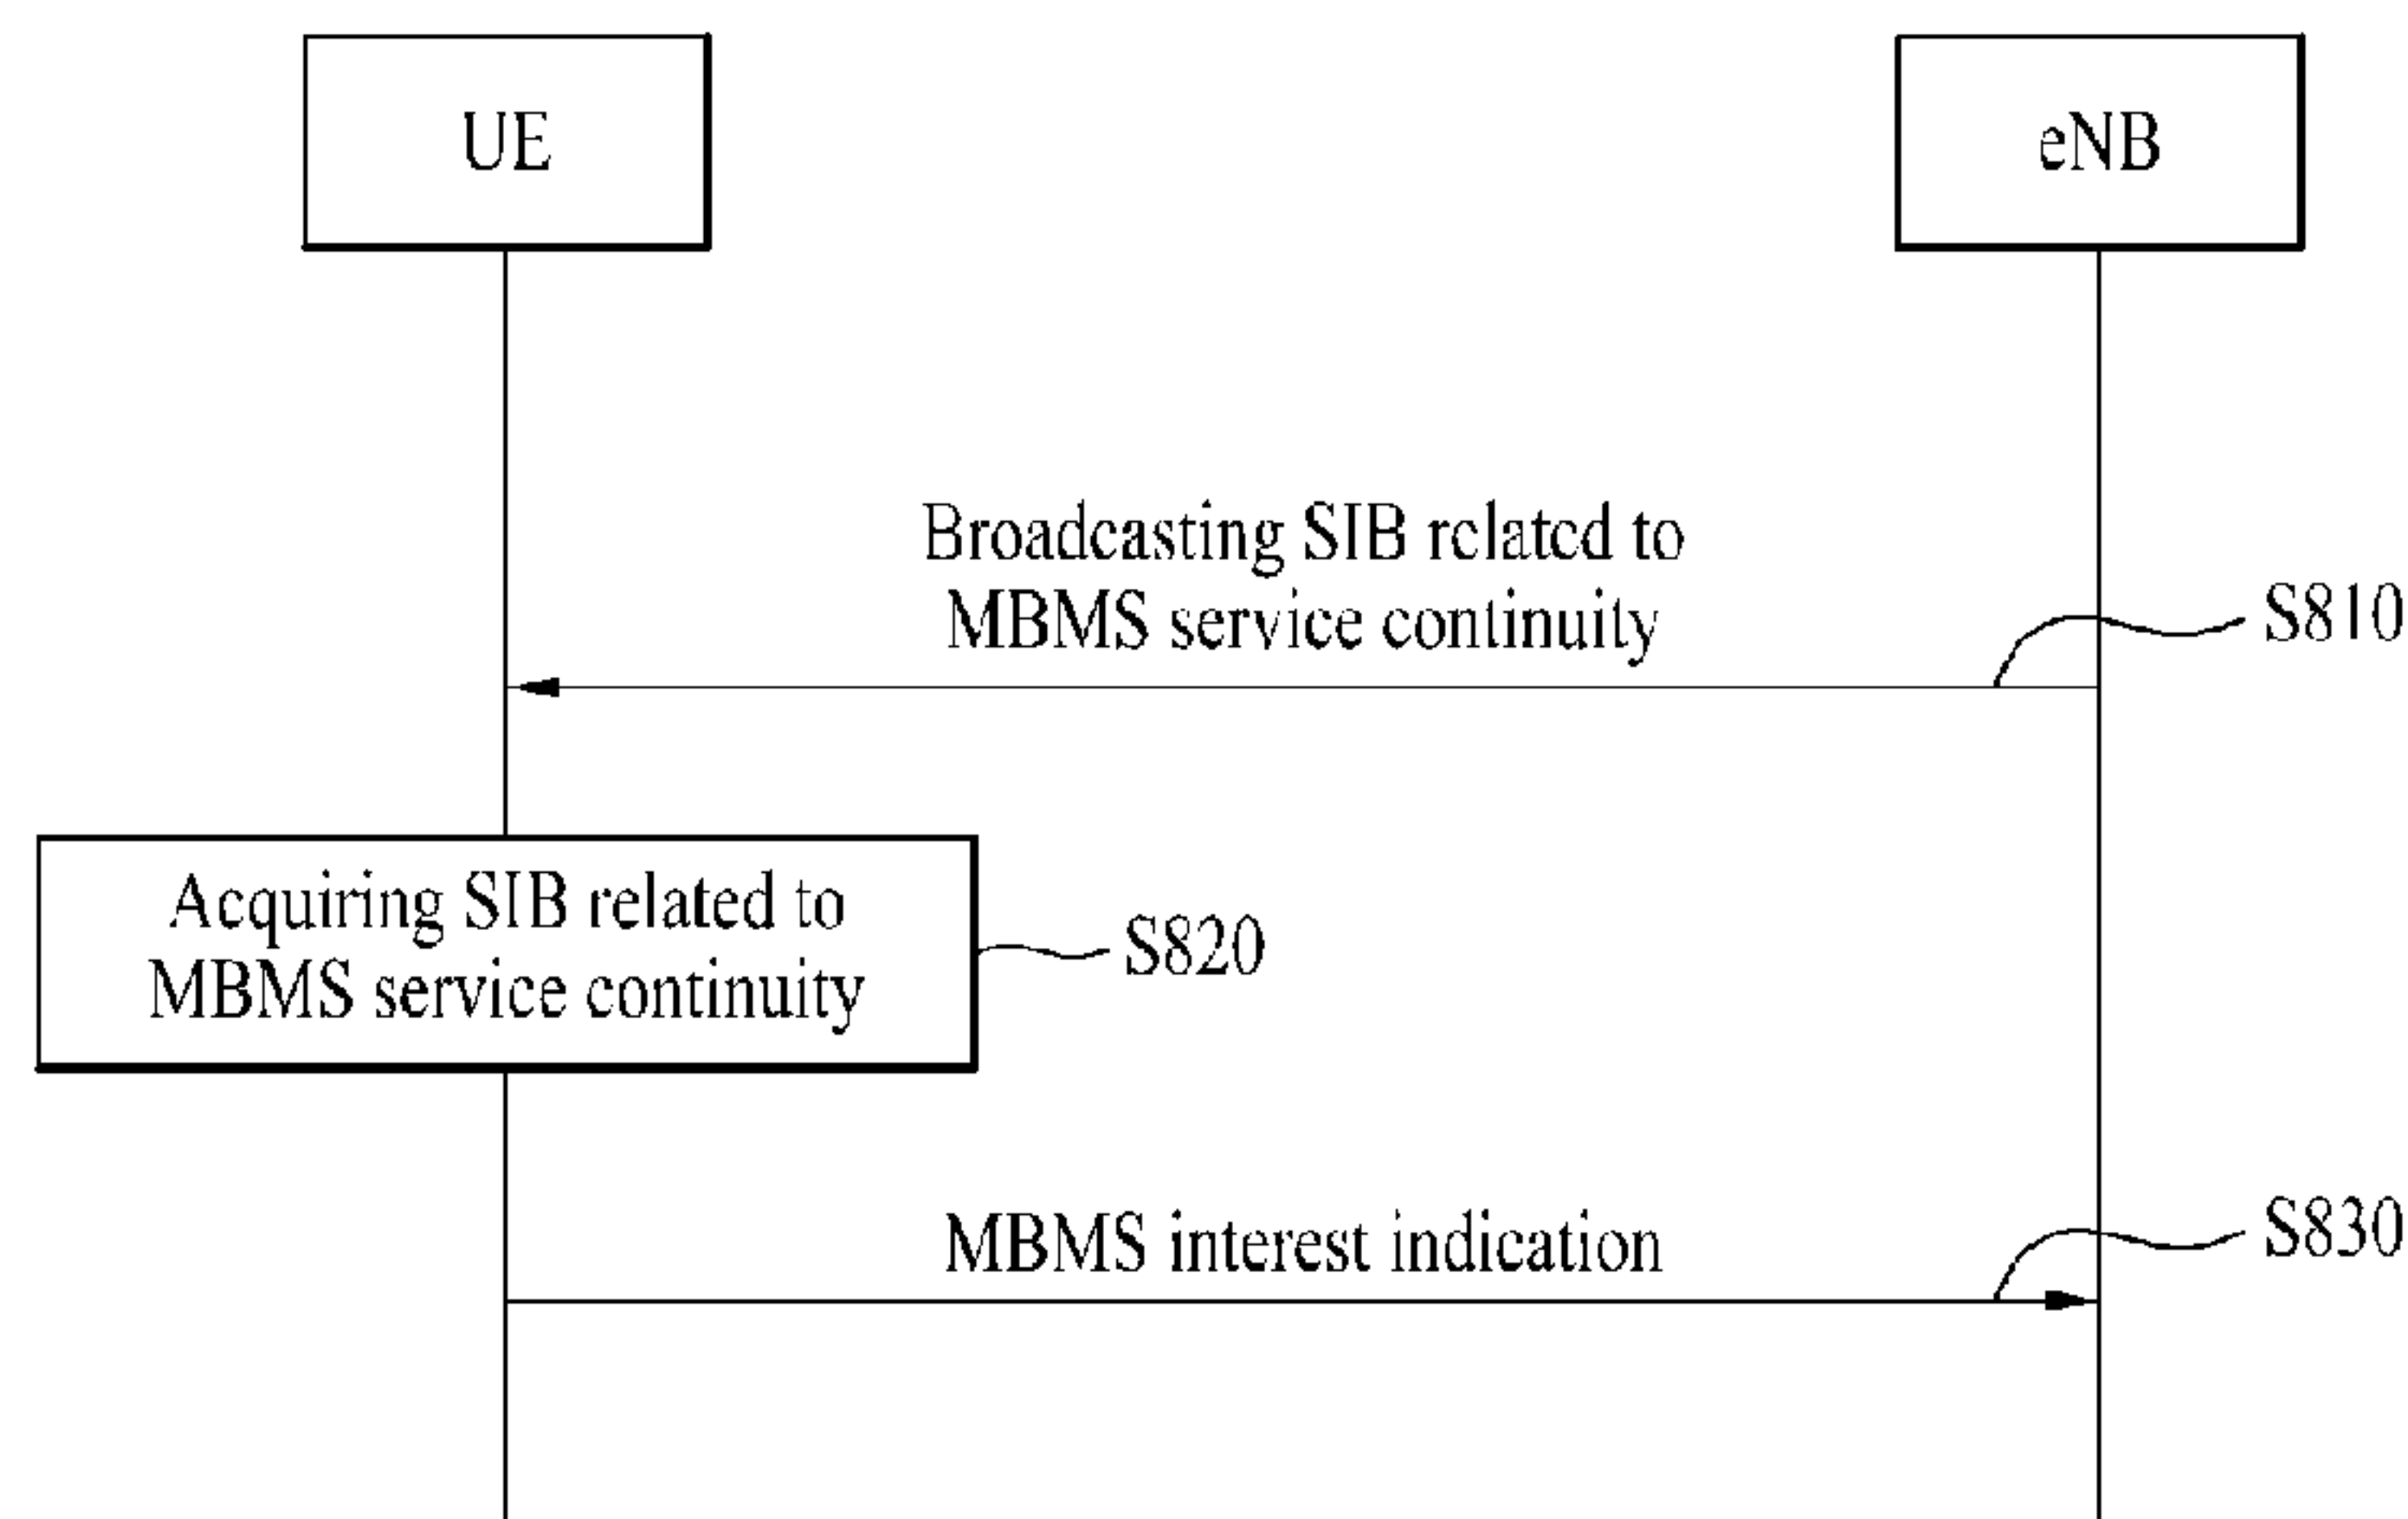 UE
eNB
Broadcasting SIB related to
MBMS service continuity
S810
Acquiring SIB related to
MBMS service continuity
S820
MBMS interest indication
S830